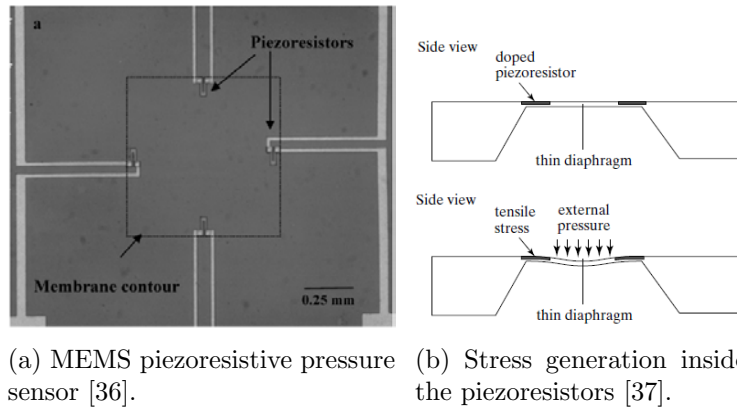 a
Piezoresistors
Membrane contour
0.25 mm
Side view
doped
piezoresistor
thin diaphragm
Side view
tensile
stress
external
pressure
thin diaphragm
(a) MEMS piezoresistive pressure
sensor [36].
(b) Stress generation inside
the piezoresistors [37].